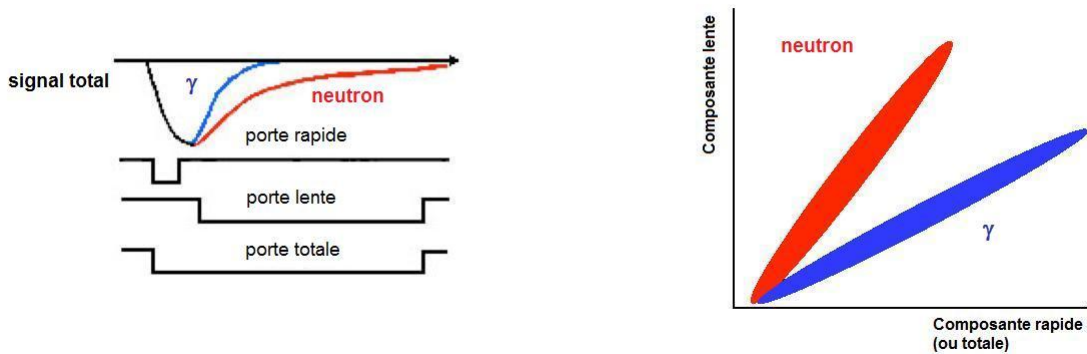 signal total
γ
neutron
porte rapide
porte lente
porte totale
Composante lente
neutron
γ
Composante rapide
(ou totale)